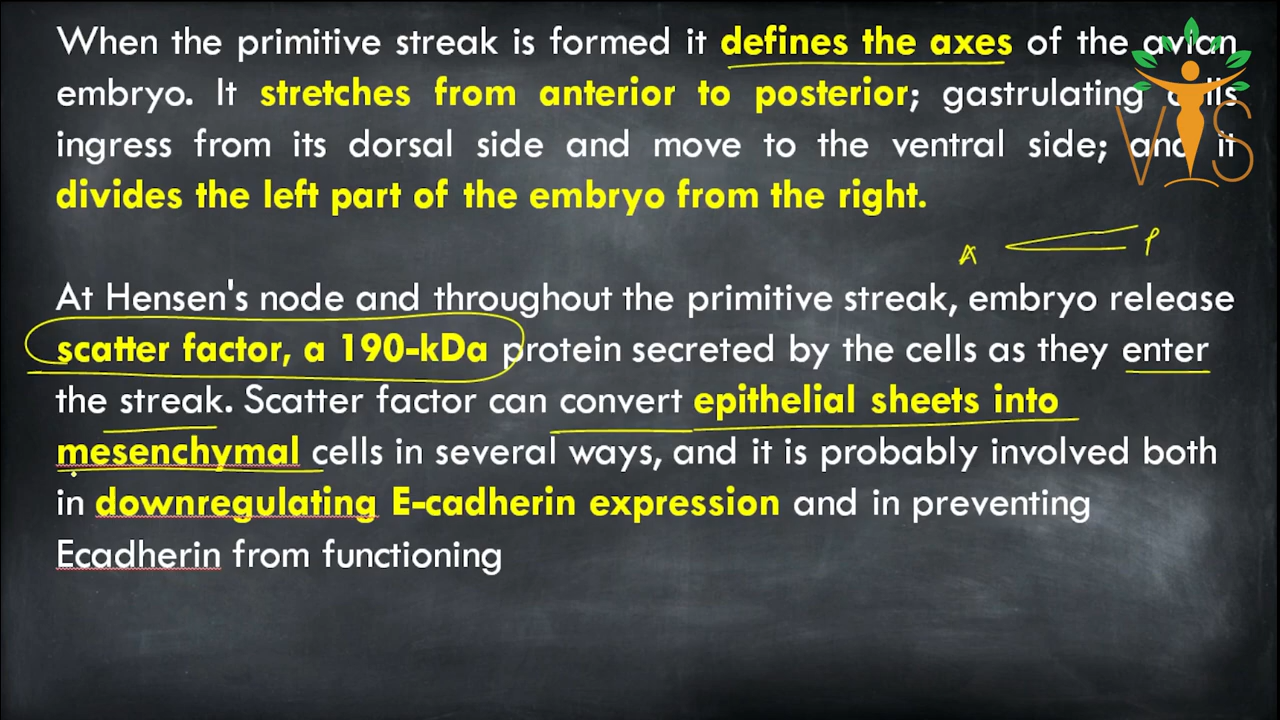 When the primitive streak is formed it defines the axes of the avian
embryo. It stretches from anterior to posterior; gastrulating cells
ingress from its dorsal side and move to the ventral side; and it
divides the left part of the embryo from the right.
A P
At Hensen's node and throughout the primitive streak, embryo release
scatter factor, a 190-kDa protein secreted by the cells as they enter
the streak. Scatter factor can convert epithelial sheets into
mesenchymal cells in several ways, and it is probably involved both
in downregulating E-cadherin expression and in preventing
Ecadherin from functioning
V S